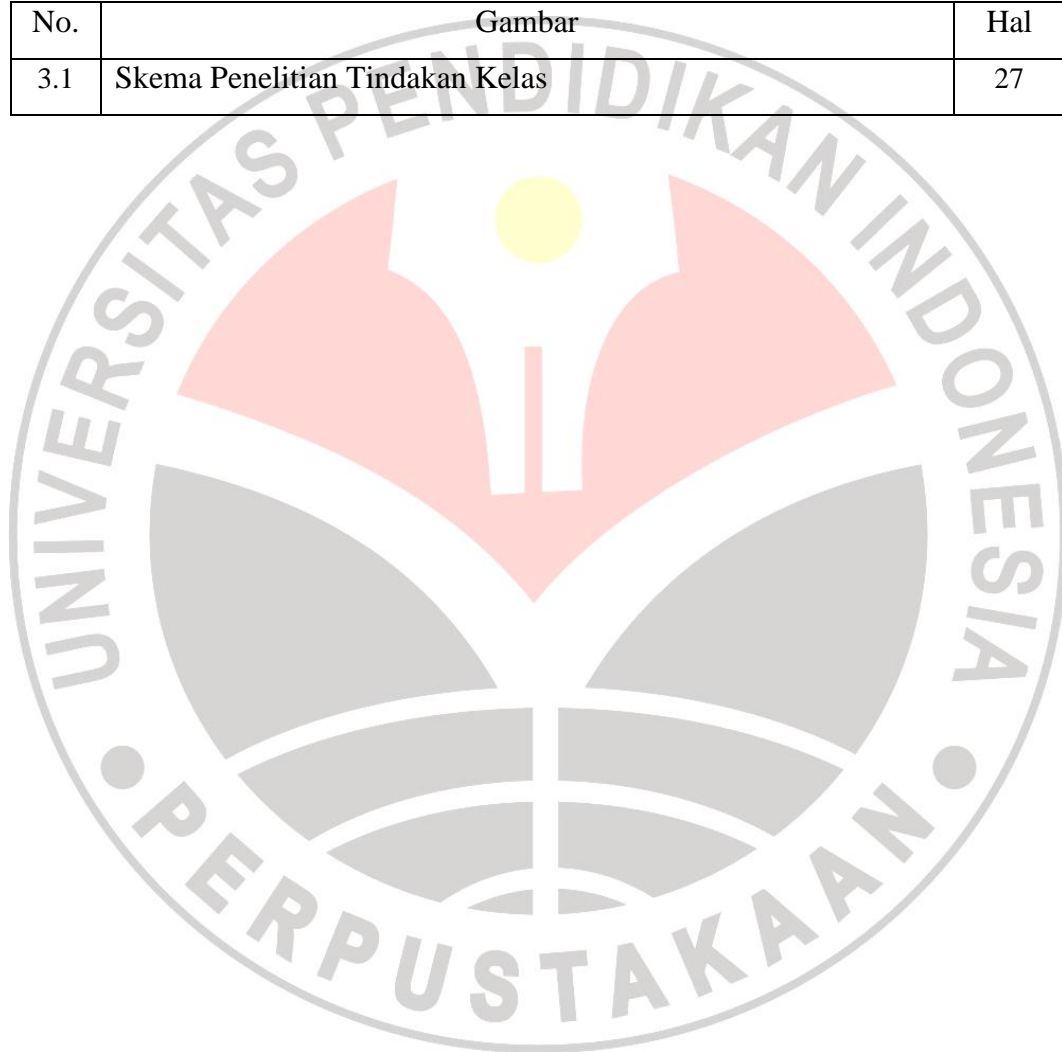 No. Gambar Hal
3.1 Skema Penelitian Tindakan Kelas 27
UNIVERSITAS PENDIDIKAN INDONESIA
PERPUSTAKAAN